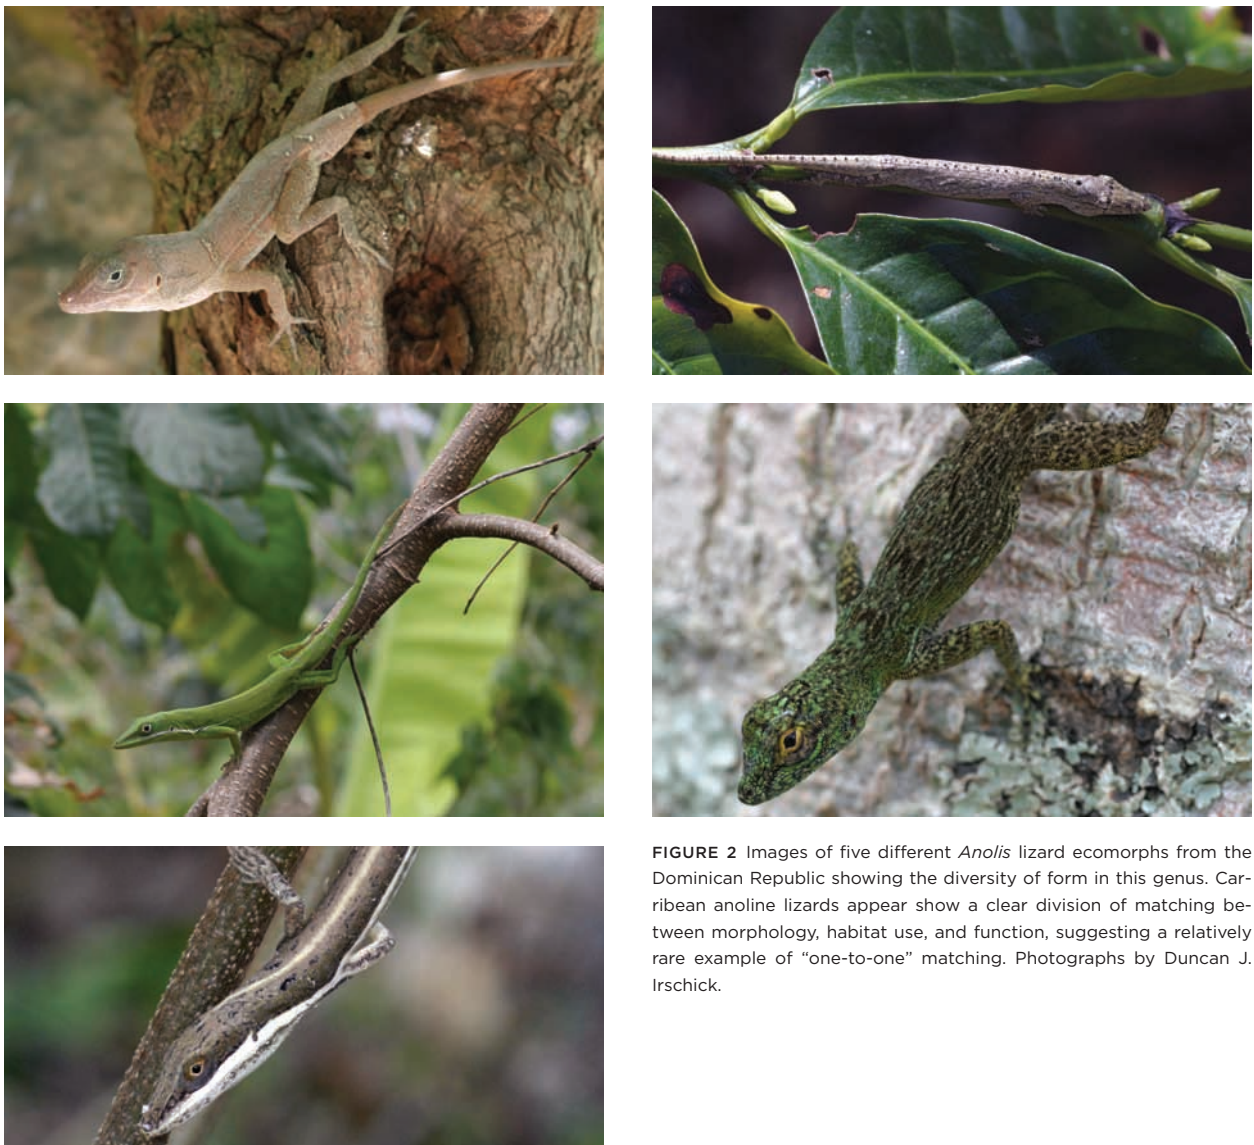 FIGURE 2 Images of five different Anolis lizard ecomorphs from the
Dominican Republic showing the diversity of form in this genus. Car-
ribean anoline lizards appear show a clear division of matching be-
tween morphology, habitat use, and function, suggesting a relatively
rare example of “one-to-one” matching. Photographs by Duncan J.
Irschick.